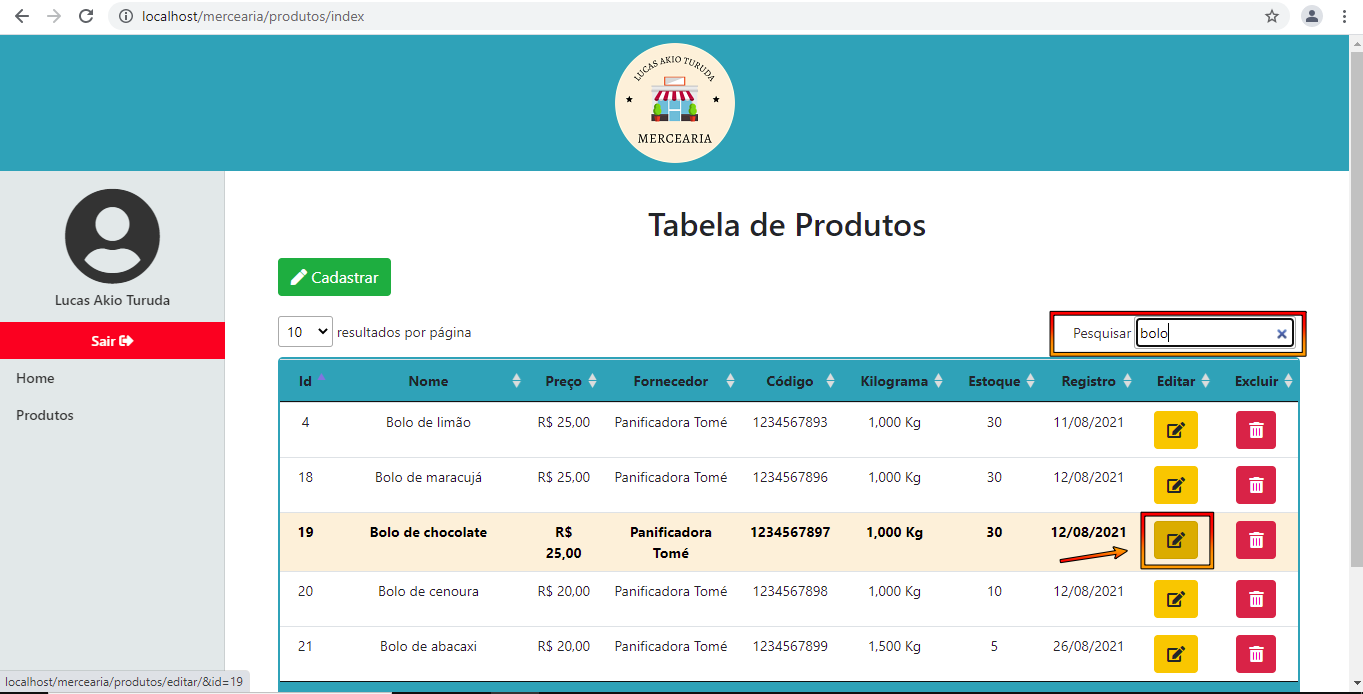 localhost/mercearia/produtos/index
LUCAS AKIO TURUDA
MERCEARIA
Lucas Akio Turuda
Sair
Home
Produtos
Tabela de Produtos
Cadastrar
10 resultados por página
Pesquisar bolo
Id Nome Preço Fornecedor Código Kilograma Estoque Registro Editar Excluir
4 Bolo de limão R$ 25,00 Panificadora Tomé 1234567893 1,000 Kg 30 11/08/2021
18 Bolo de maracujá R$ 25,00 Panificadora Tomé 1234567896 1,000 Kg 30 12/08/2021
19 Bolo de chocolate R$ 25,00 Panificadora Tomé 1234567897 1,000 Kg 30 12/08/2021
20 Bolo de cenoura R$ 20,00 Panificadora Tomé 1234567898 1,000 Kg 10 12/08/2021
21 Bolo de abacaxi R$ 20,00 Panificadora Tomé 1234567899 1,500 Kg 5 26/08/2021
localhost/mercearia/produtos/editar/&id=19